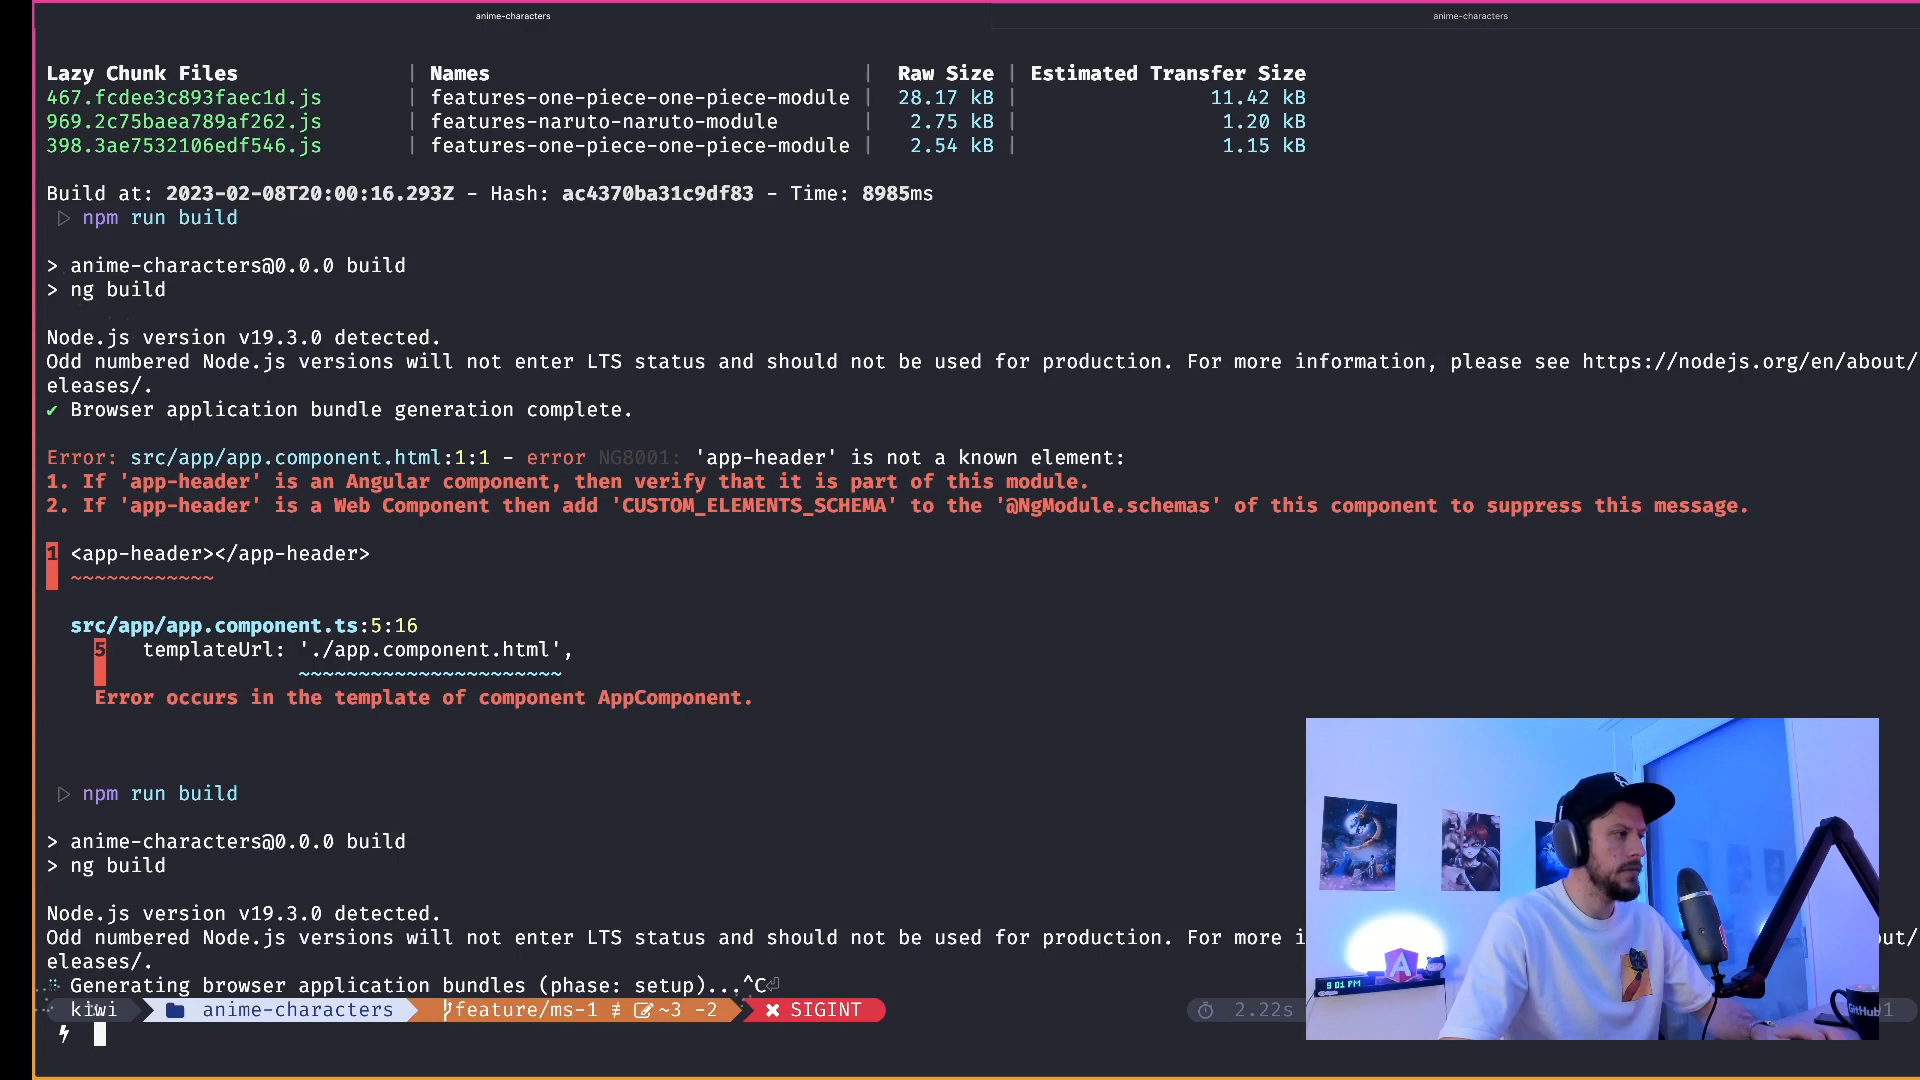 anime-characters
anime-characters
Lazy Chunk Files | Names | Raw Size | Estimated Transfer Size
467.fcdee3c893faec1d.js | features-one-piece-one-piece-module | 28.17 kB | 11.42 kB
969.2c75baea789af262.js | features-naruto-naruto-module | 2.75 kB | 1.20 kB
398.3ae7532106edf546.js | features-one-piece-one-piece-module | 2.54 kB | 1.15 kB
Build at: 2023-02-08T20:00:16.293Z - Hash: ac4370ba31c9df83 - Time: 8985ms
▷ npm run build
> anime-characters@0.0.0 build
> ng build
Node.js version v19.3.0 detected.
Odd numbered Node.js versions will not enter LTS status and should not be used for production. For more information, please see https://nodejs.org/en/about/
eleases/.
✔ Browser application bundle generation complete.
Error: src/app/app.component.html:1:1 - error NG8001: 'app-header' is not a known element:
1. If 'app-header' is an Angular component, then verify that it is part of this module.
2. If 'app-header' is a Web Component then add 'CUSTOM_ELEMENTS_SCHEMA' to the '@NgModule.schemas' of this component to suppress this message.
1 <app-header></app-header>
~~~~~~~~~~~~
src/app/app.component.ts:5:16
5 templateUrl: './app.component.html',
~~~~~~~~~~~~~~~~~~~~~~
Error occurs in the template of component AppComponent.
▷ npm run build
> anime-characters@0.0.0 build
> ng build
Node.js version v19.3.0 detected.
Odd numbered Node.js versions will not enter LTS status and should not be used for production. For more i
out/
eleases/.
Generating browser application bundles (phase: setup)...^C
kiwi anime-characters feature/ms-1 ≢ ~3 -2 ✖ SIGINT 2.22s
9:01 PM
A
GitHub